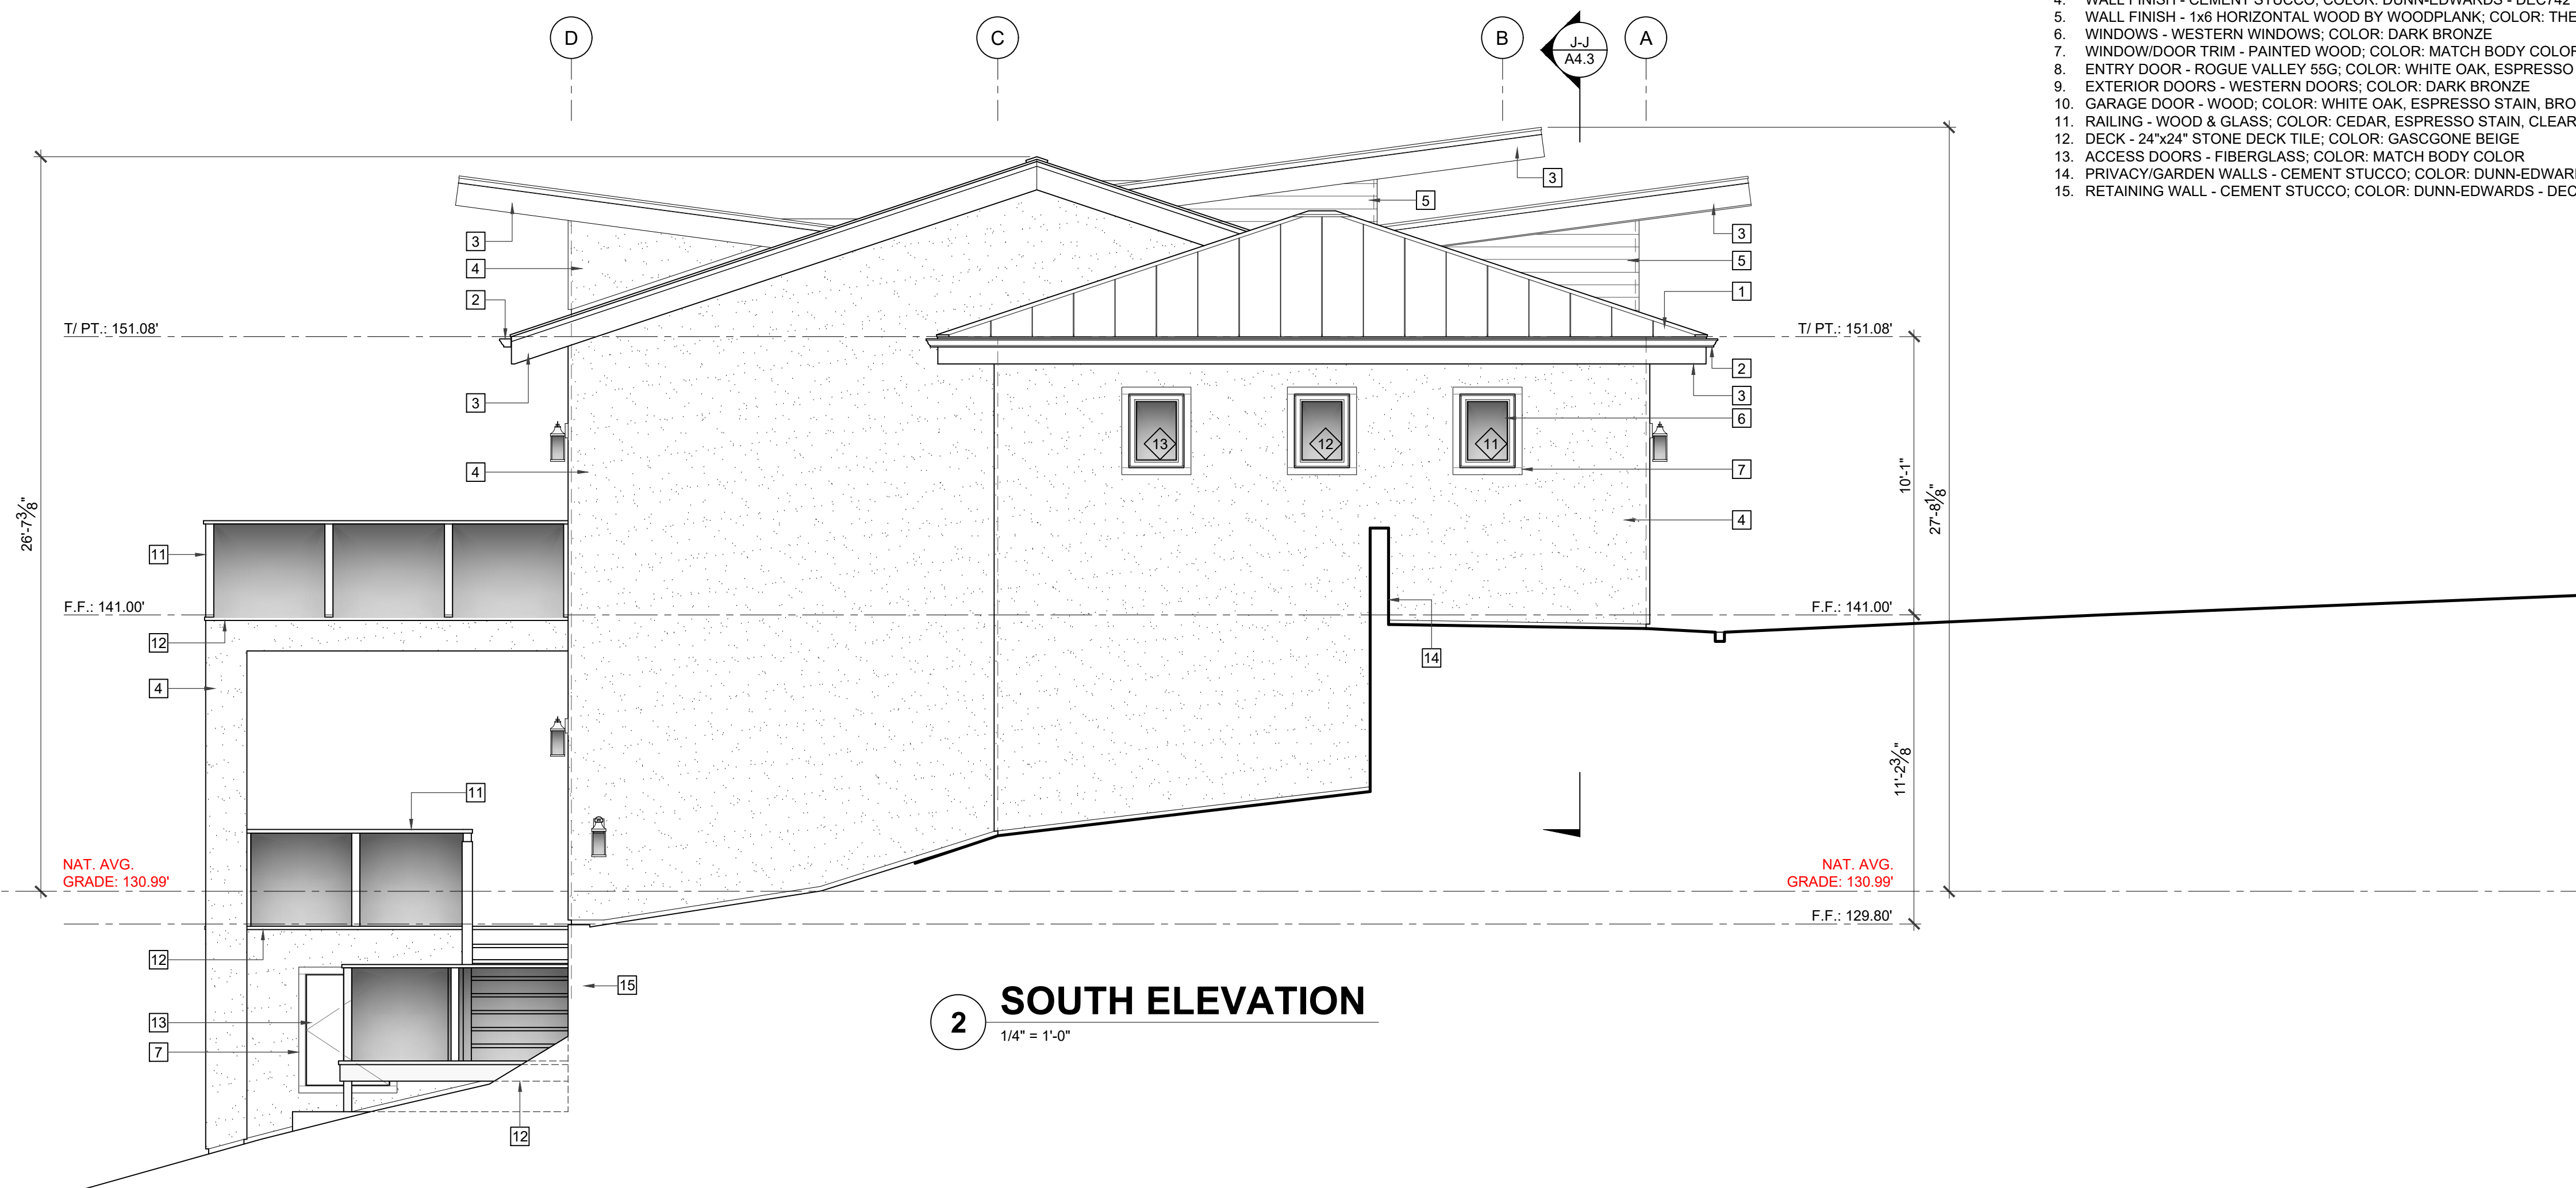 4. WALL FINISH - CEMENT STUCCO; COLOR: DUNN-EDWARDS - DEC742
5. WALL FINISH - 1x6 HORIZONTAL WOOD BY WOODPLANK; COLOR: THE
6. WINDOWS - WESTERN WINDOWS; COLOR: DARK BRONZE
7. WINDOW/DOOR TRIM - PAINTED WOOD; COLOR: MATCH BODY COLOR
8. ENTRY DOOR - ROGUE VALLEY 55G; COLOR: WHITE OAK, ESPRESSO
9. EXTERIOR DOORS - WESTERN DOORS; COLOR: DARK BRONZE
10. GARAGE DOOR - WOOD; COLOR: WHITE OAK, ESPRESSO STAIN, BRO
11. RAILING - WOOD & GLASS; COLOR: CEDAR, ESPRESSO STAIN, CLEAR
12. DECK - 24"x24" STONE DECK TILE; COLOR: GASCGONE BEIGE
13. ACCESS DOORS - FIBERGLASS; COLOR: MATCH BODY COLOR
14. PRIVACY/GARDEN WALLS - CEMENT STUCCO; COLOR: DUNN-EDWARD
15. RETAINING WALL - CEMENT STUCCO; COLOR: DUNN-EDWARDS - DEC
D
C
B
J-J
A4.3
A
3
5
3
3
4
5
2
1
T/ PT.: 151.08'
T/ PT.: 151.08'
2
3
3
6
13
12
11
4
7
10'-1"
26'-7 3/8"
27'-8 1/8"
4
11
F.F.: 141.00'
F.F.: 141.00'
12
14
4
11'-2 3/8"
11
NAT. AVG.
GRADE: 130.99'
NAT. AVG.
GRADE: 130.99'
F.F.: 129.80'
12
15
13
7
12
2
SOUTH ELEVATION
1/4" = 1'-0"